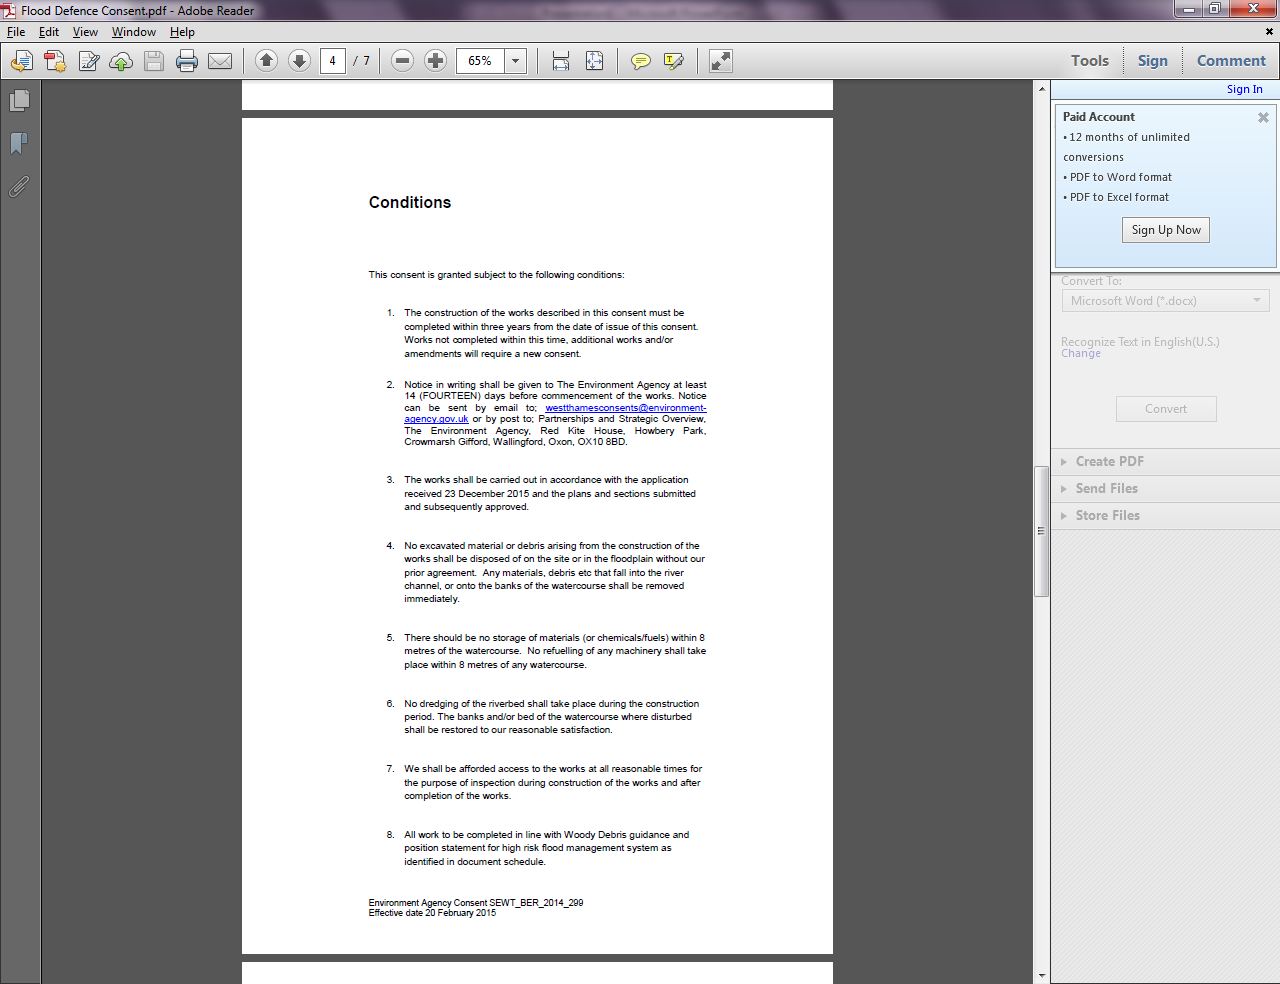 Flood Defence Consent.pdf - Adobe Reader
File Edit View Window Help
4 / 7 65% Tools Sign Comment
Sign In
Paid Account
• 12 months of unlimited
conversions
• PDF to Word format
• PDF to Excel format
Sign Up Now
Convert To:
Microsoft Word (*.docx)
Recognize Text in English(U.S.)
Change
Convert
Create PDF
Send Files
Store Files
Conditions
This consent is granted subject to the following conditions:
1. The construction of the works described in this consent must be
completed within three years from the date of issue of this consent.
Works not completed within this time, additional works and/or
amendments will require a new consent.
2. Notice in writing shall be given to The Environment Agency at least
14 (FOURTEEN) days before commencement of the works. Notice
can be sent by email to; westthamesconsents@environment-
agency.gov.uk or by post to; Partnerships and Strategic Overview,
The Environment Agency, Red Kite House, Howbery Park,
Crowmarsh Gifford, Wallingford, Oxon, OX10 8BD.
3. The works shall be carried out in accordance with the application
received 23 December 2015 and the plans and sections submitted
and subsequently approved.
4. No excavated material or debris arising from the construction of the
works shall be disposed of on the site or in the floodplain without our
prior agreement. Any materials, debris etc that fall into the river
channel, or onto the banks of the watercourse shall be removed
immediately.
5. There should be no storage of materials (or chemicals/fuels) within 8
metres of the watercourse. No refuelling of any machinery shall take
place within 8 metres of any watercourse.
6. No dredging of the riverbed shall take place during the construction
period. The banks and/or bed of the watercourse where disturbed
shall be restored to our reasonable satisfaction.
7. We shall be afforded access to the works at all reasonable times for
the purpose of inspection during construction of the works and after
completion of the works.
8. All work to be completed in line with Woody Debris guidance and
position statement for high risk flood management system as
identified in document schedule.
Environment Agency Consent SEWT_BER_2014_299
Effective date 20 February 2015